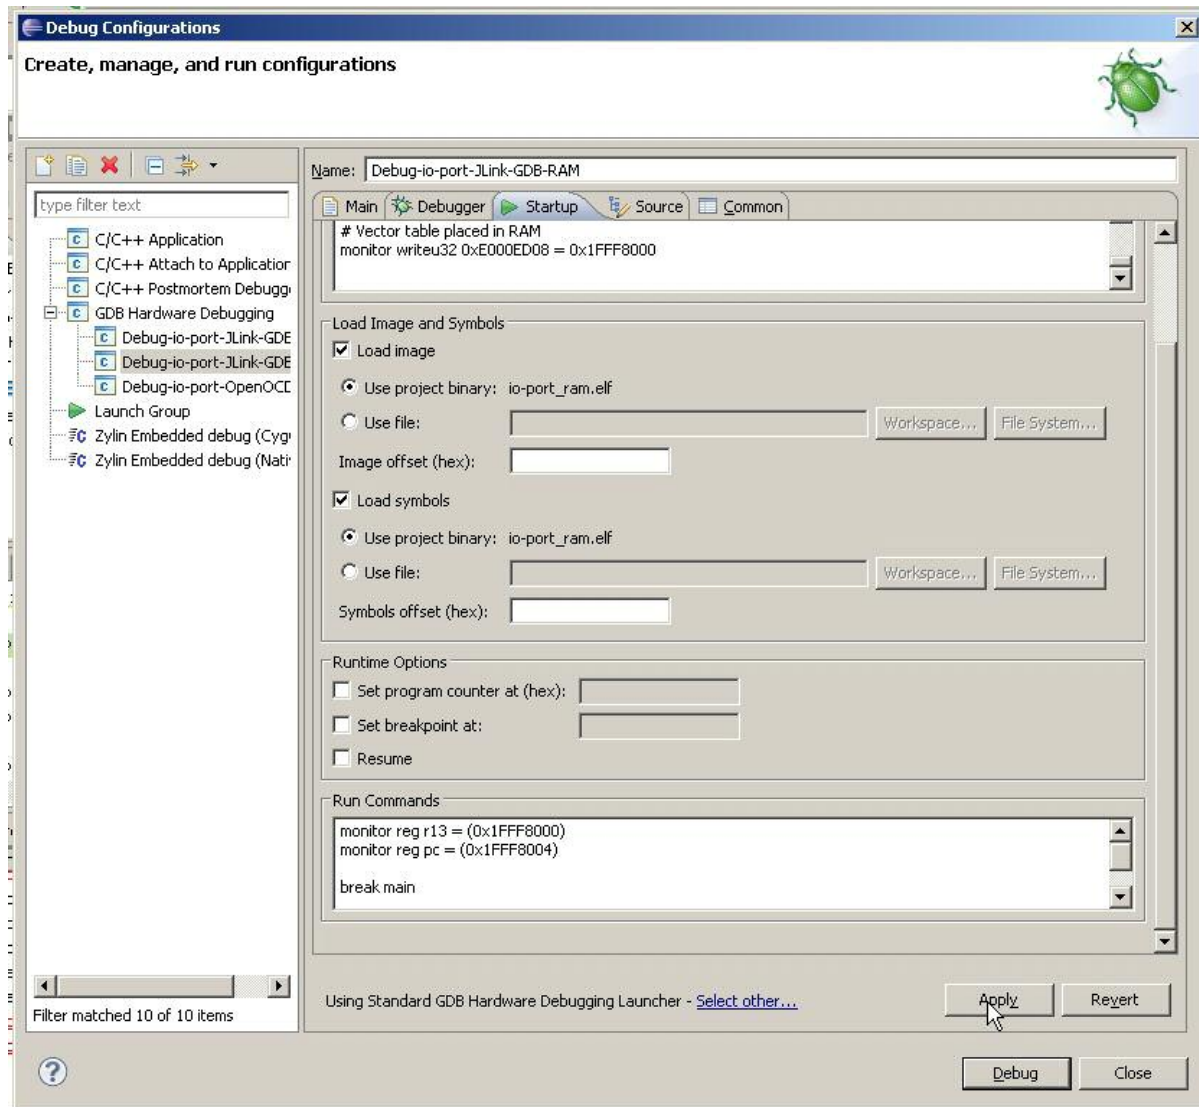 Debug Configurations
Create, manage, and run configurations
type filter text
C/C++ Application
C/C++ Attach to Application
C/C++ Postmortem Debugg
GDB Hardware Debugging
Debug-io-port-JLink-GDE
Debug-io-port-JLink-GDE
Debug-io-port-OpenOCD
Launch Group
Zylin Embedded debug (Cyg
Zylin Embedded debug (Nati
Filter matched 10 of 10 items
Name: Debug-io-port-JLink-GDB-RAM
Main Debugger Startup Source Common
# Vector table placed in RAM
monitor writeu32 0xE000ED08 = 0x1FFF8000
Load Image and Symbols
Load image
Use project binary: io-port_ram.elf
Use file: Workspace... File System...
Image offset (hex):
Load symbols
Use project binary: io-port_ram.elf
Use file: Workspace... File System...
Symbols offset (hex):
Runtime Options
Set program counter at (hex):
Set breakpoint at:
Resume
Run Commands
monitor reg r13 = (0x1FFF8000)
monitor reg pc = (0x1FFF8004)
break main
Using Standard GDB Hardware Debugging Launcher - Select other...
Apply Revert
Debug Close